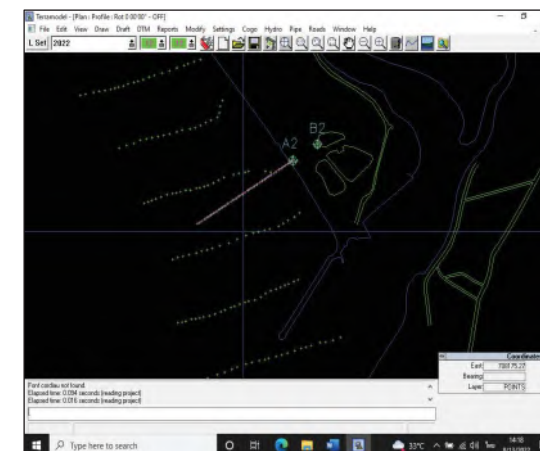 Terramodel - [Plan : Profile : Rot 0 00'00" - OFF]
File Edit View Draw Draft DTM Reports Modify Settings Cogo Hydro Pipe Roads Window Help
L Set 2022
B2
A2
Font cordiau not found
Elapsed time: 0.094 seconds (reading project)
Elapsed time: 0.016 seconds (reading project)
Coordinates
East
Bearing
Layer POINTS
Type here to search
33°C
14:18